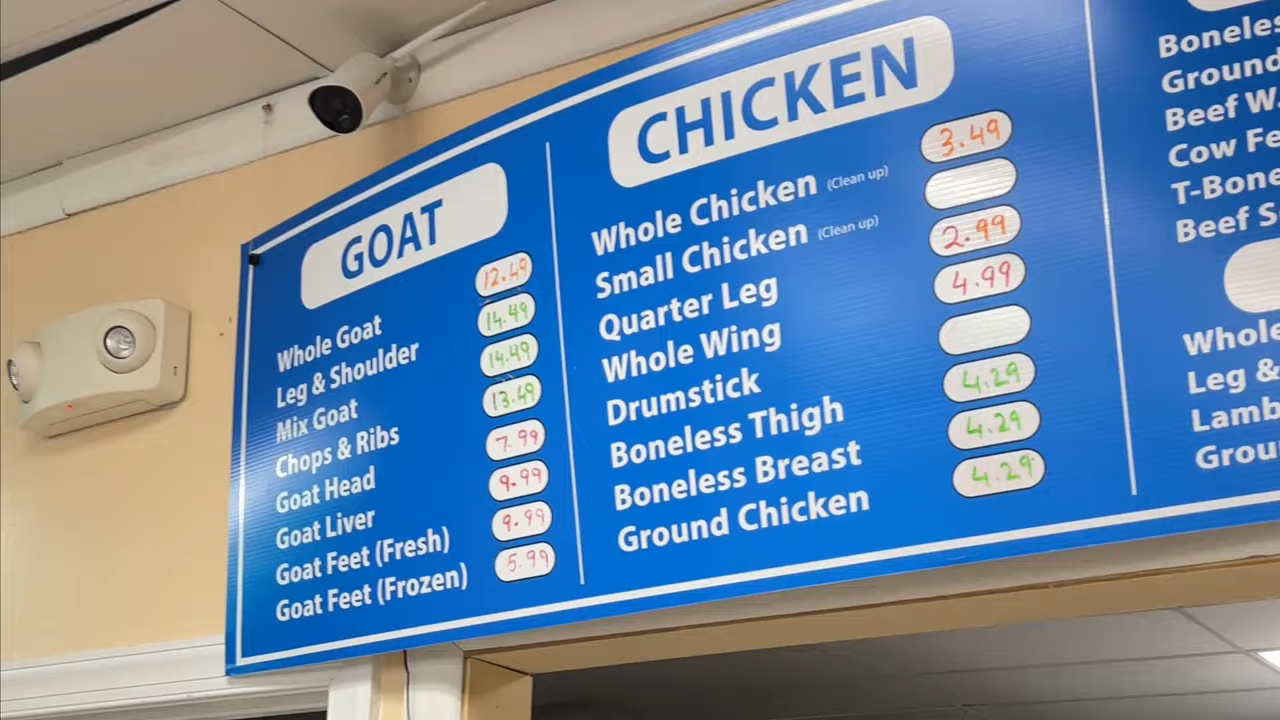 GOAT
Whole Goat 12.49
Leg & Shoulder 14.49
Mix Goat 14.49
Chops & Ribs 13.49
Goat Head 7.99
Goat Liver 9.99
Goat Feet (Fresh) 9.99
Goat Feet (Frozen) 5.99
CHICKEN
Whole Chicken (Clean up) 3.49
Small Chicken (Clean up)
Quarter Leg 2.99
Whole Wing 4.99
Drumstick
Boneless Thigh 4.29
Boneless Breast 4.29
Ground Chicken 4.29
Ground
Beef
Cow
T-Bone
Beef
Whole
Leg &
Lamb